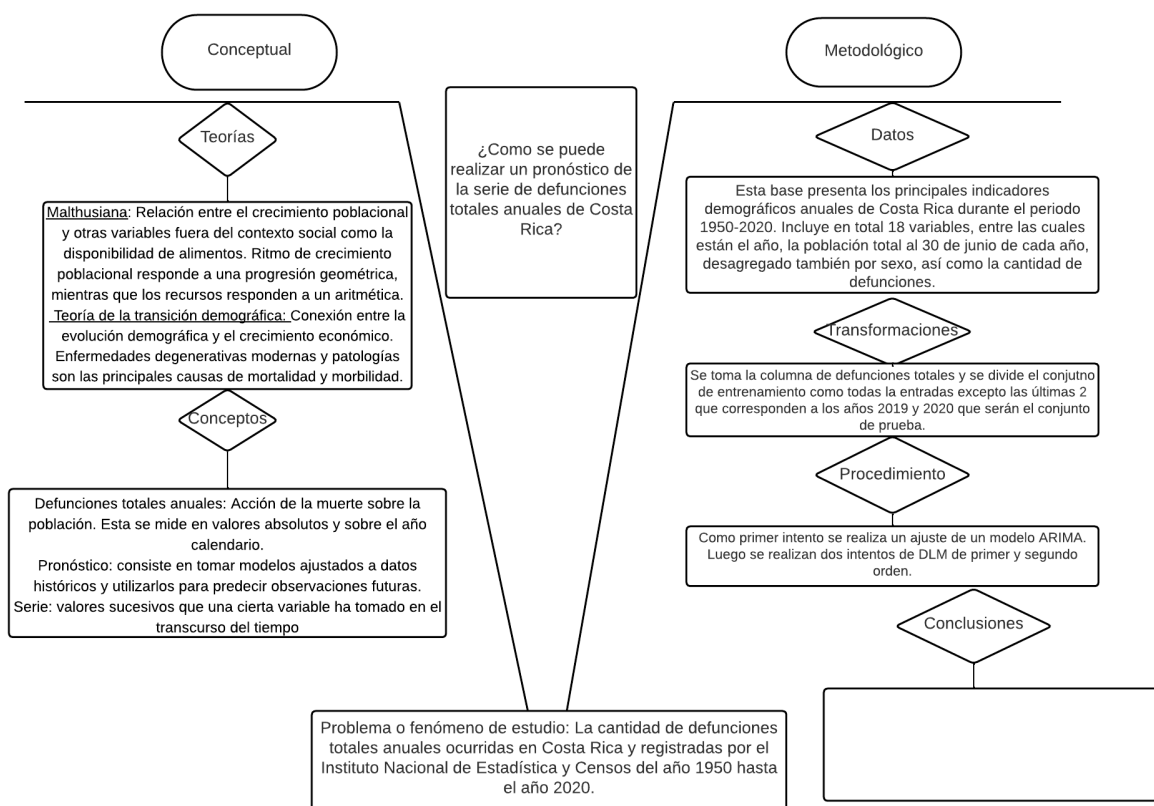 Conceptual
Teorías
Malthusiana: Relación entre el crecimiento poblacional
y otras variables fuera del contexto social como la
disponibilidad de alimentos. Ritmo de crecimiento
poblacional responde a una progresión geométrica,
mientras que los recursos responden a un aritmética.
Teoría de la transición demográfica: Conexión entre la
evolución demográfica y el crecimiento económico.
Enfermedades degenerativas modernas y patologías
son las principales causas de mortalidad y morbilidad.
Conceptos
Defunciones totales anuales: Acción de la muerte sobre la
población. Esta se mide en valores absolutos y sobre el año
calendario.
Pronóstico: consiste en tomar modelos ajustados a datos
históricos y utilizarlos para predecir observaciones futuras.
Serie: valores sucesivos que una cierta variable ha tomado en el
transcurso del tiempo
¿Como se puede
realizar un pronóstico de
la serie de defunciones
totales anuales de Costa
Rica?
Metodológico
Datos
Esta base presenta los principales indicadores
demográficos anuales de Costa Rica durante el periodo
1950-2020. Incluye en total 18 variables, entre las cuales
están el año, la población total al 30 de junio de cada año,
desagregado también por sexo, así como la cantidad de
defunciones.
Transformaciones
Se toma la columna de defunciones totales y se divide el conjutno
de entrenamiento como todas la entradas excepto las últimas 2
que corresponden a los años 2019 y 2020 que serán el conjunto
de prueba.
Procedimiento
Como primer intento se realiza un ajuste de un modelo ARIMA.
Luego se realizan dos intentos de DLM de primer y segundo
orden.
Conclusiones
Problema o fenómeno de estudio: La cantidad de defunciones
totales anuales ocurridas en Costa Rica y registradas por el
Instituto Nacional de Estadística y Censos del año 1950 hasta
el año 2020.